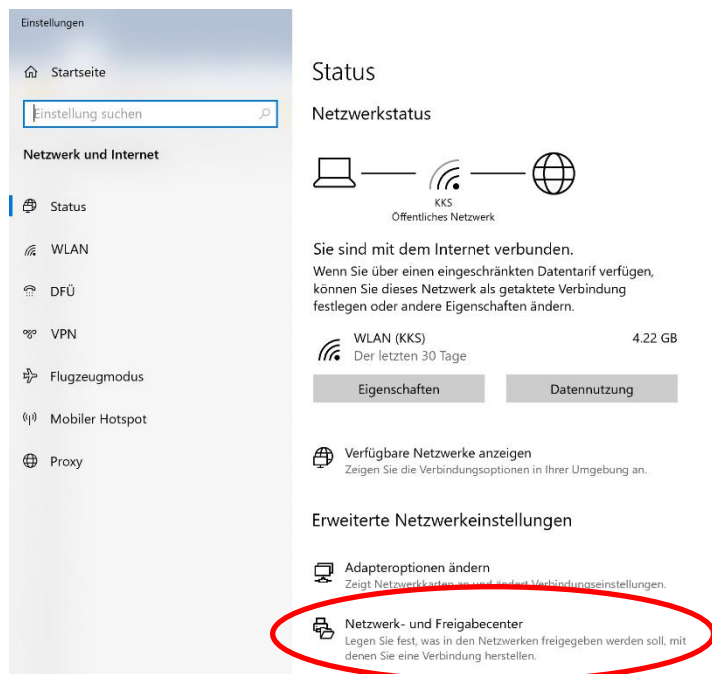 Einstellungen
Startseite
Einstellung suchen
Netzwerk und Internet
Status
WLAN
DFÜ
VPN
Flugzeugmodus
Mobiler Hotspot
Proxy
Status
Netzwerkstatus
KKS
Öffentliches Netzwerk
Sie sind mit dem Internet verbunden.
Wenn Sie über einen eingeschränkten Datentarif verfügen,
können Sie dieses Netzwerk als getaktete Verbindung
festlegen oder andere Eigenschaften ändern.
WLAN (KKS) 4.22 GB
Der letzten 30 Tage
Eigenschaften Datennutzung
Verfügbare Netzwerke anzeigen
Zeigen Sie die Verbindungsoptionen in Ihrer Umgebung an.
Erweiterte Netzwerkeinstellungen
Adapteroptionen ändern
Zeigt Netzwerkkarten an und ändert Verbindungseinstellungen.
Netzwerk- und Freigabecenter
Legen Sie fest, was in den Netzwerken freigegeben werden soll, mit
denen Sie eine Verbindung herstellen.